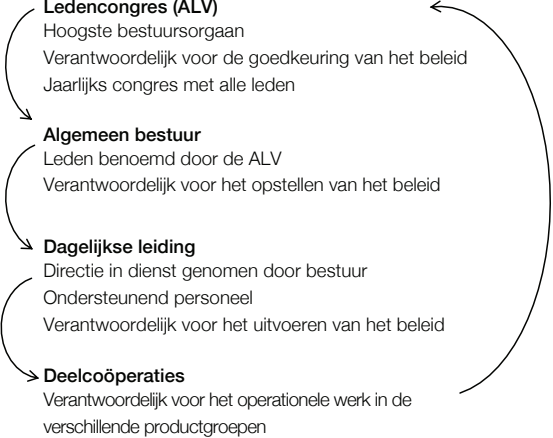 Ledencongres (ALV)
Hoogste bestuursorgaan
Verantwoordelijk voor de goedkeuring van het beleid
Jaarlijks congres met alle leden
Algemeen bestuur
Leden benoemd door de ALV
Verantwoordelijk voor het opstellen van het beleid
Dagelijkse leiding
Directie in dienst genomen door bestuur
Ondersteunend personeel
Verantwoordelijk voor het uitvoeren van het beleid
Deelcoöperaties
Verantwoordelijk voor het operationele werk in de
verschillende productgroepen